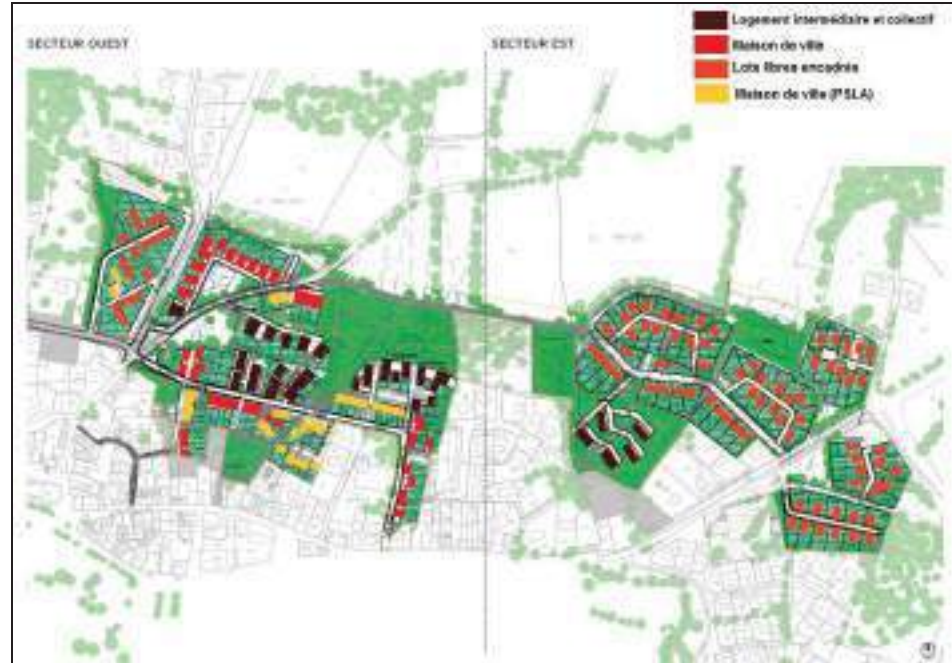 SECTEUR OUEST
SECTEUR EST
Logement intermédiaire et collectif
Maison de ville
Lots libres encadrés
Maison de ville (PSLA)